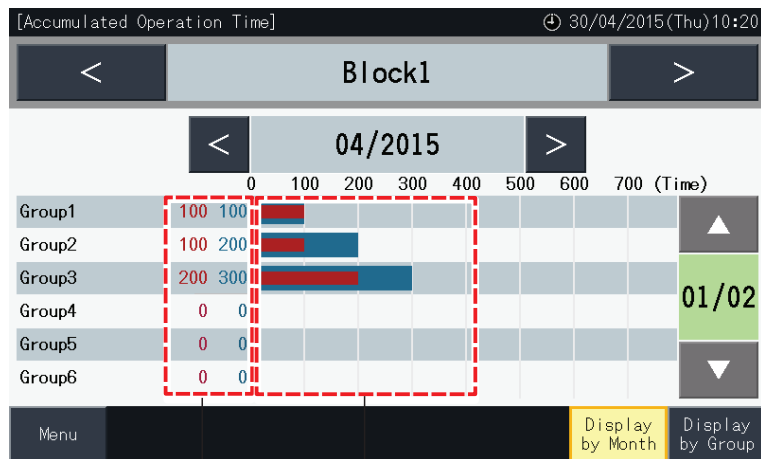 [Accumulated Operation Time] 30/04/2015(Thu)10:20
< Block1 >
< 04/2015 >
0 100 200 300 400 500 600 700 (Time)
Group1 100 100
Group2 100 200
Group3 200 300
Group4 0 0
Group5 0 0
Group6 0 0
01/02
Menu
Display by Month
Display by Group